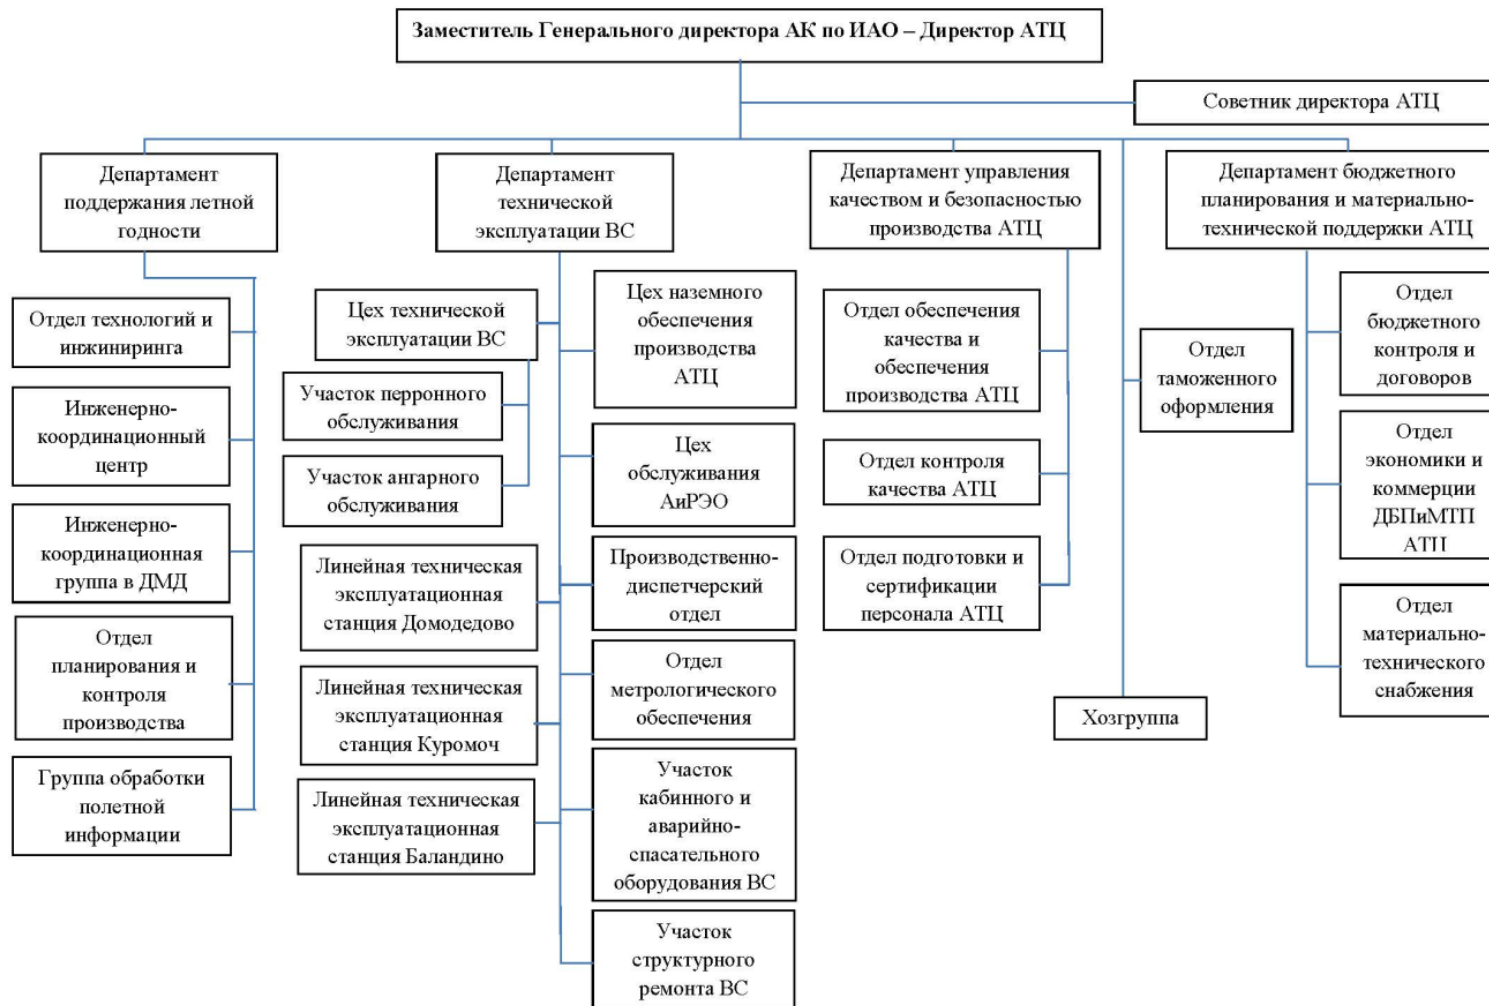 Заместитель Генерального директора АК по ИАО – Директор АТЦ
Советник директора АТЦ
Департамент
поддержания летной
годности
Департамент
технической
эксплуатации ВС
Департамент управления
качеством и безопасностью
производства АТЦ
Департамент бюджетного
планирования и материально-
технической поддержки АТЦ
Отдел технологий и
инжиниринга
Инженерно-
координационный
центр
Инженерно-
координационная
группа в ДМД
Отдел
планирования и
контроля
производства
Группа обработки
полетной
информации
Цех технической
эксплуатации ВС
Участок перронного
обслуживания
Участок ангарного
обслуживания
Линейная техническая
эксплуатационная
станция Домодедово
Линейная техническая
эксплуатационная
станция Куромоч
Линейная техническая
эксплуатационная
станция Баландино
Цех наземного
обеспечения
производства
АТЦ
Цех
обслуживания
АиРЭО
Производственно-
диспетчерский
отдел
Отдел
метрологического
обеспечения
Участок
кабинного и
аварийно-
спасательного
оборудования ВС
Участок
структурного
ремонта ВС
Отдел обеспечения
качества и
обеспечения
производства АТЦ
Отдел контроля
качества АТЦ
Отдел подготовки и
сертификации
персонала АТЦ
Отдел
таможенного
оформления
Хозгруппа
Отдел
бюджетного
контроля и
договоров
Отдел
экономики и
коммерции
ДБПиМТП
АТЦ
Отдел
материально-
технического
снабжения